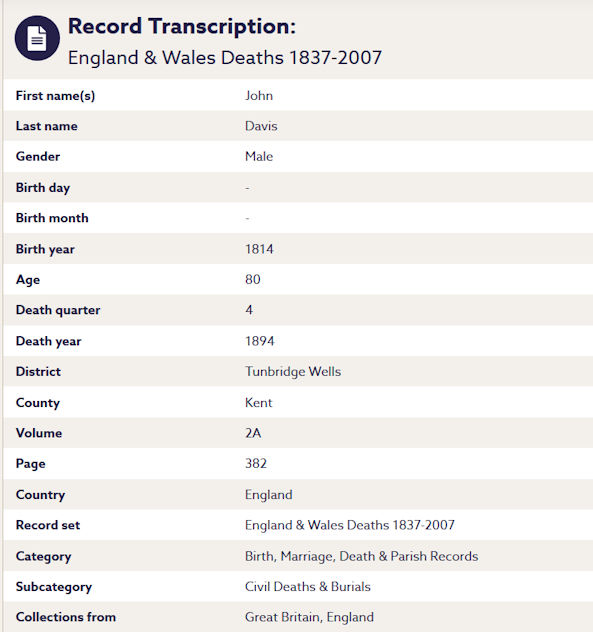 Record Transcription:
England & Wales Deaths 1837-2007
First name(s) John
Last name Davis
Gender Male
Birth day -
Birth month -
Birth year 1814
Age 80
Death quarter 4
Death year 1894
District Tunbridge Wells
County Kent
Volume 2A
Page 382
Country England
Record set England & Wales Deaths 1837-2007
Category Birth, Marriage, Death & Parish Records
Subcategory Civil Deaths & Burials
Collections from Great Britain, England